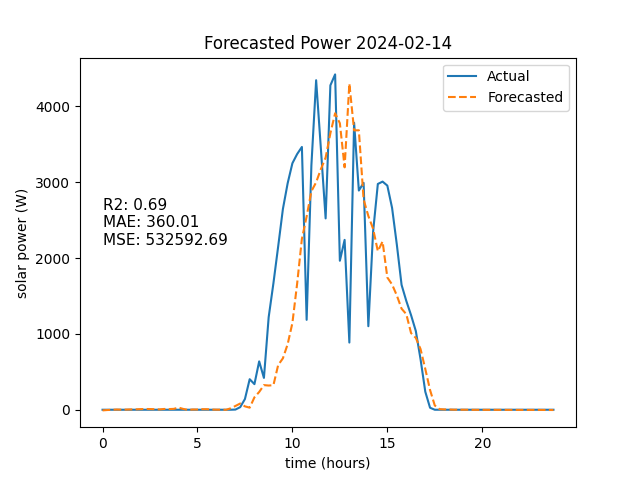 Forecasted Power 2024-02-14
Actual
Forecasted
R2: 0.69
MAE: 360.01
MSE: 532592.69
solar power (W)
4000
3000
2000
1000
0
0 5 10 15 20
time (hours)